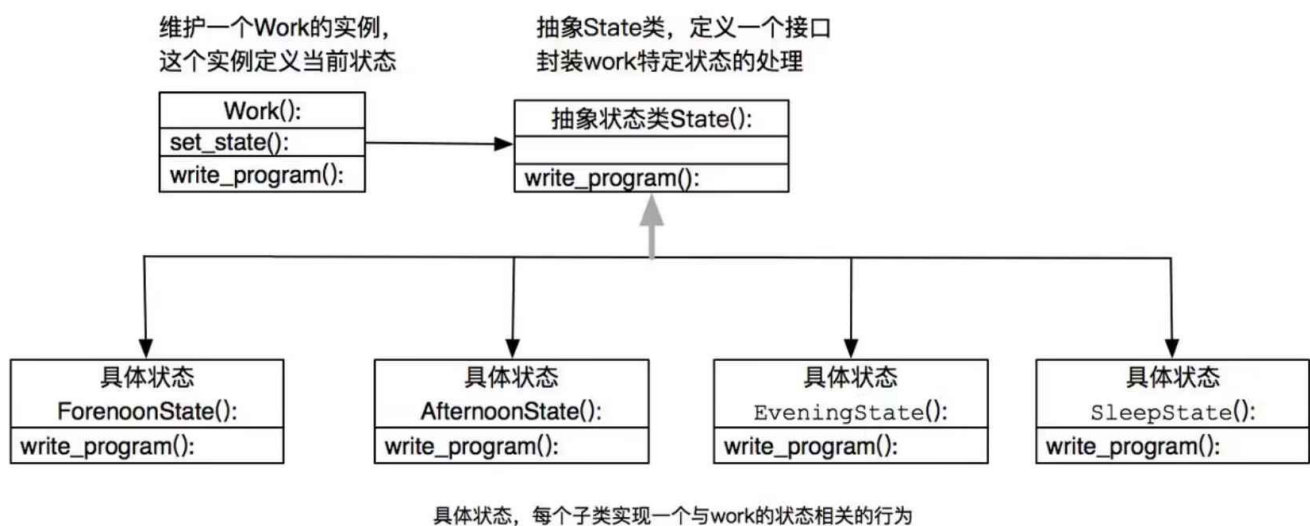 维护一个Work的实例,
这个实例定义当前状态
抽象State类，定义一个接口
封装work特定状态的处理
Work():
set_state():
write_program():
抽象状态类State():
write_program():
具体状态
ForenoonState():
write_program():
具体状态
AfternoonState():
write_program():
具体状态
EveningState():
write_program():
具体状态
SleepState():
write_program():
具体状态，每个子类实现一个与work的状态相关的行为